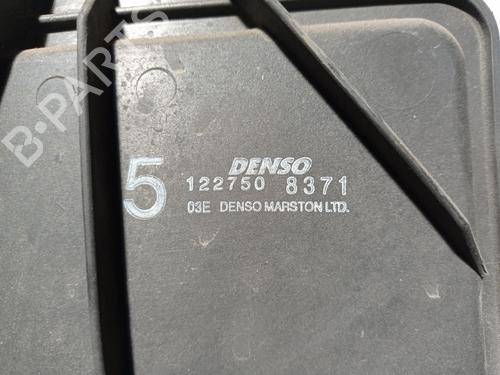 B-PARTS
DENSO
5
122750 8371
03E DENSO MARSTON LTD.